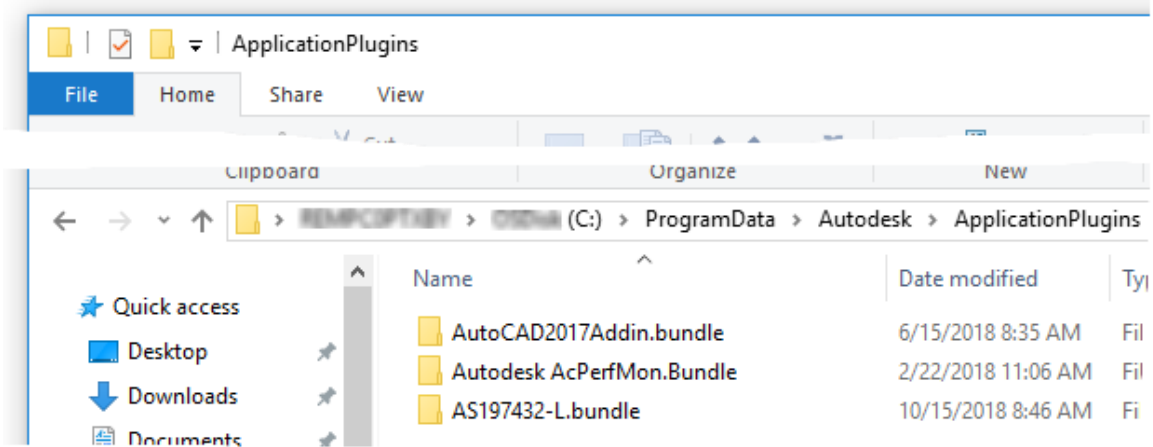 ApplicationPlugins
File Home Share View
Clipboard Organize New
(C:) > ProgramData > Autodesk > ApplicationPlugins
Name Date modified
Quick access
AutoCAD2017Addin.bundle 6/15/2018 8:35 AM
Desktop
Autodesk AcPerfMon.Bundle 2/22/2018 11:06 AM
Downloads
AS197432-L.bundle 10/15/2018 8:46 AM
Documents